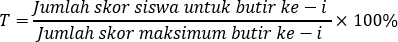 T = Jumlah skor siswa untuk butir ke − i / Jumlah skor maksimum butir ke − i × 100%